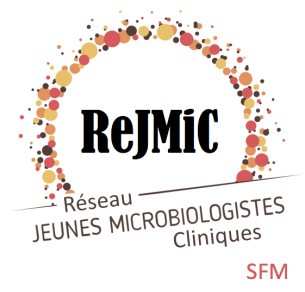 ReJMiC
Réseau
JEUNES MICROBIOLOGISTES
Cliniques
SFM